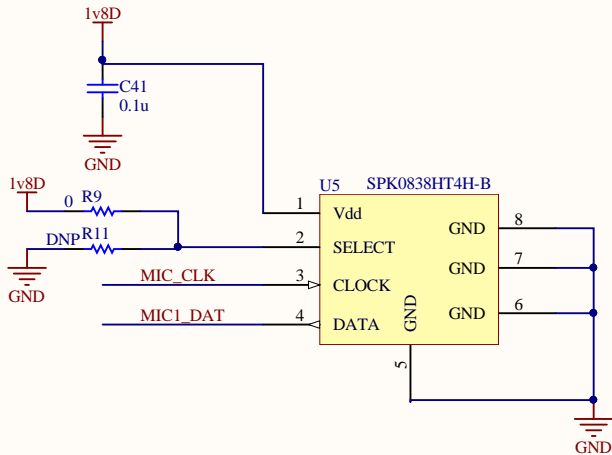 1v8D
C41
0.1u
GND
1v8D
0 R9
DNP R11
GND
U5 SPK0838HT4H-B
1 Vdd
2 SELECT
MIC_CLK 3 CLOCK
MIC1_DAT 4 DATA
GND 8
GND 7
GND 6
GND
5
GND